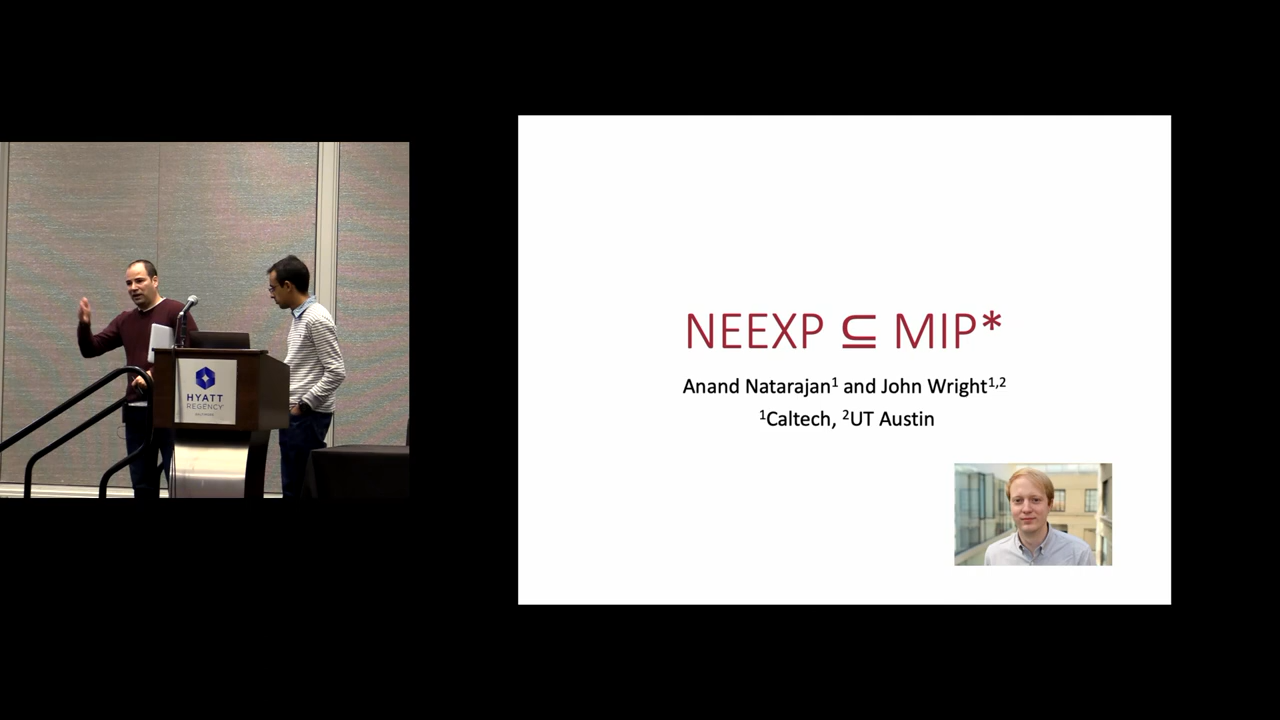 HYATT
REGENCY
NEEXP ⊆ MIP*
Anand Natarajan¹ and John Wright¹,²
¹Caltech, ²UT Austin